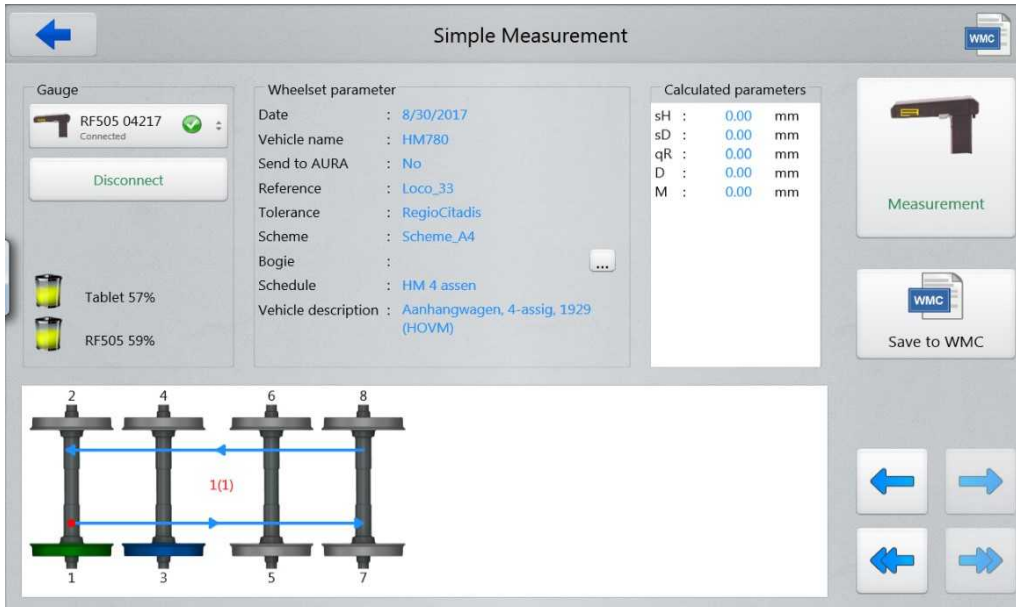 Simple Measurement
WMC
Gauge
RF505 04217
Connected
Disconnect
Tablet 57%
RF505 59%
Wheelset parameter
Date : 8/30/2017
Vehicle name : HM780
Send to AURA : No
Reference : Loco_33
Tolerance : RegioCitadis
Scheme : Scheme_A4
Bogie : ...
Schedule : HM 4 assen
Vehicle description : Aanhangwagen, 4-assig, 1929
(HOVM)
Calculated parameters
sH : 0.00 mm
sD : 0.00 mm
qR : 0.00 mm
D : 0.00 mm
M : 0.00 mm
Measurement
WMC
Save to WMC
2 4 6 8
1(1)
1 3 5 7